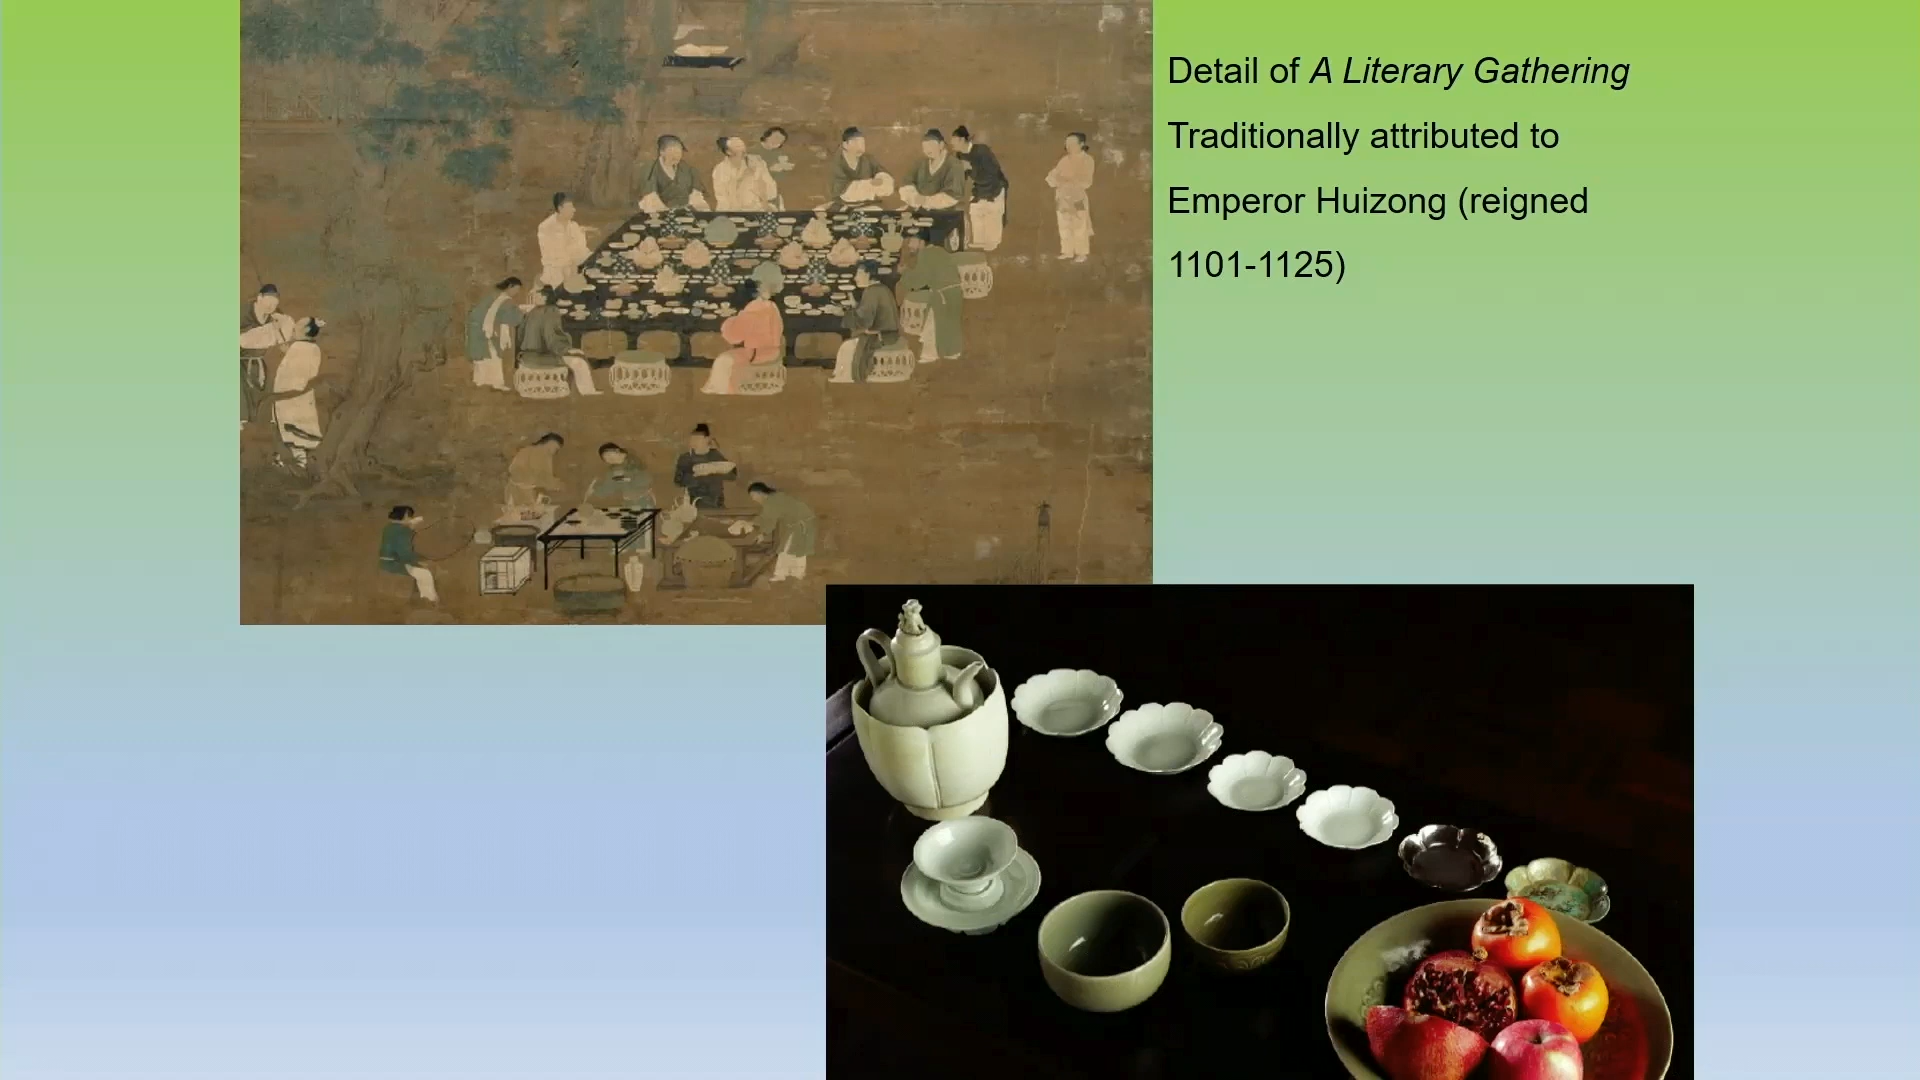 Detail of A Literary Gathering
Traditionally attributed to
Emperor Huizong (reigned
1101-1125)